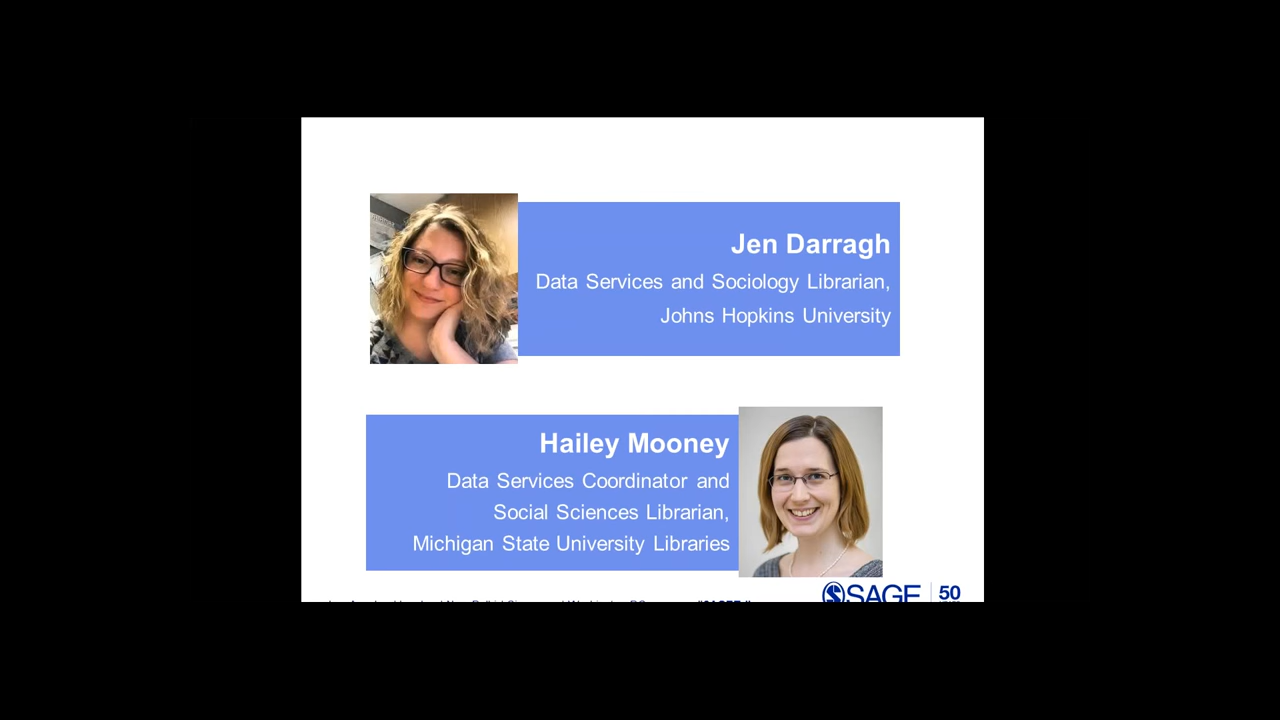 Jen Darragh
Data Services and Sociology Librarian,
Johns Hopkins University
Hailey Mooney
Data Services Coordinator and
Social Sciences Librarian,
Michigan State University Libraries
SAGE
50